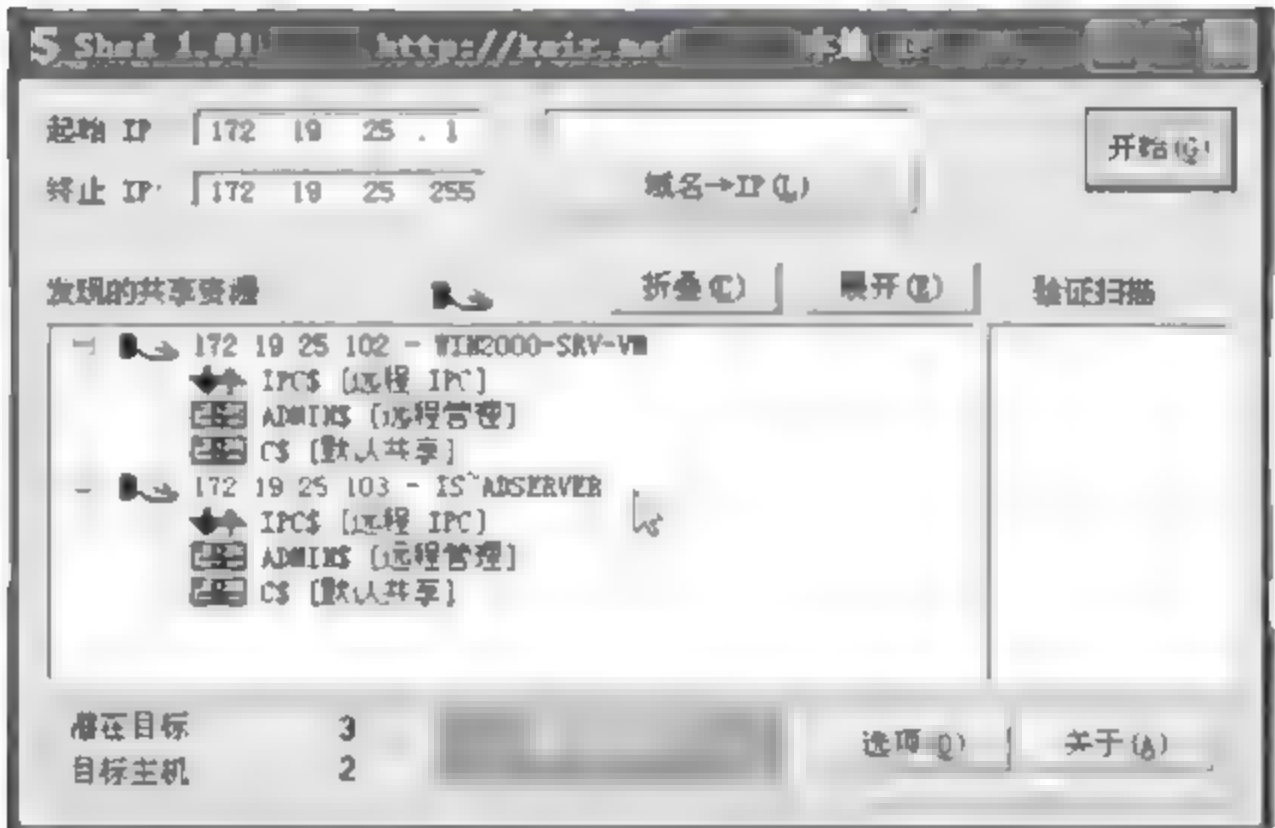 Shed 1.01 http://keir.net
起始 IP 172 19 25 . 1
开始(G)
终止 IP 172 19 25 255
域名→IP(L)
发现的共享资源 折叠(C) 展开(E) 验证扫描
172 19 25 102 - WIN2000-SRV-VM
IPC$ [远程 IPC]
ADMIN$ [远程管理]
C$ [默认共享]
172 19 25 103 - IS~ADSERVER
IPC$ [远程 IPC]
ADMIN$ [远程管理]
C$ [默认共享]
潜在目标 3
目标主机 2
选项(O) 关于(A)